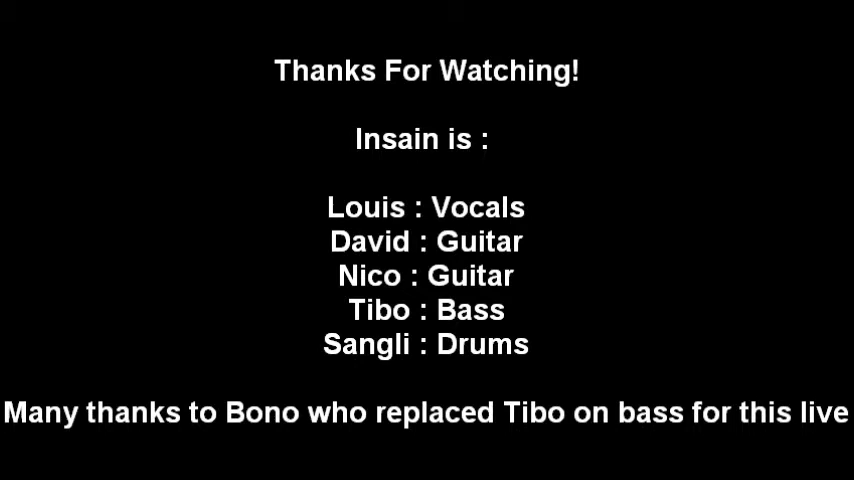 Thanks For Watching!
Insain is :
Louis : Vocals
David : Guitar
Nico : Guitar
Tibo : Bass
Sangli : Drums
Many thanks to Bono who replaced Tibo on bass for this live